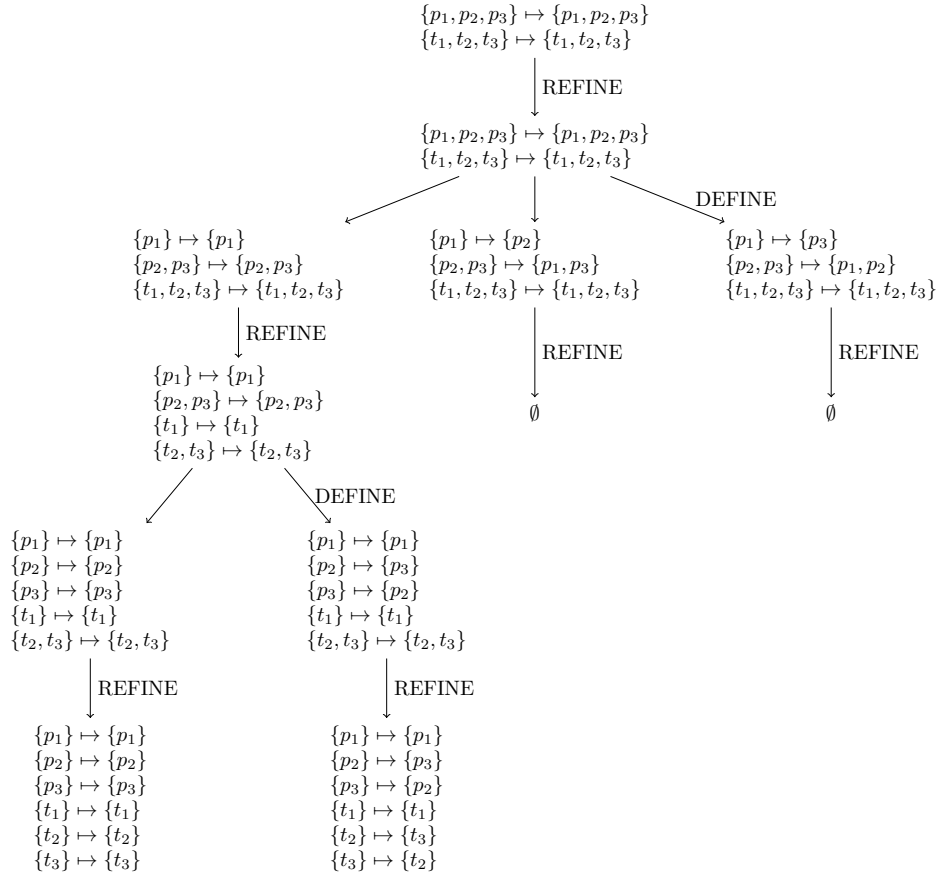 {p₁, p₂, p₃} ↦ {p₁, p₂, p₃}
{t₁, t₂, t₃} ↦ {t₁, t₂, t₃}
REFINE
{p₁, p₂, p₃} ↦ {p₁, p₂, p₃}
{t₁, t₂, t₃} ↦ {t₁, t₂, t₃}
DEFINE
{p₁} ↦ {p₁}
{p₂, p₃} ↦ {p₂, p₃}
{t₁, t₂, t₃} ↦ {t₁, t₂, t₃}
{p₁} ↦ {p₂}
{p₂, p₃} ↦ {p₁, p₃}
{t₁, t₂, t₃} ↦ {t₁, t₂, t₃}
{p₁} ↦ {p₃}
{p₂, p₃} ↦ {p₁, p₂}
{t₁, t₂, t₃} ↦ {t₁, t₂, t₃}
REFINE
REFINE
REFINE
{p₁} ↦ {p₁}
{p₂, p₃} ↦ {p₂, p₃}
{t₁} ↦ {t₁}
{t₂, t₃} ↦ {t₂, t₃}
∅
∅
DEFINE
{p₁} ↦ {p₁}
{p₂} ↦ {p₂}
{p₃} ↦ {p₃}
{t₁} ↦ {t₁}
{t₂, t₃} ↦ {t₂, t₃}
{p₁} ↦ {p₁}
{p₂} ↦ {p₃}
{p₃} ↦ {p₂}
{t₁} ↦ {t₁}
{t₂, t₃} ↦ {t₂, t₃}
REFINE
REFINE
{p₁} ↦ {p₁}
{p₂} ↦ {p₂}
{p₃} ↦ {p₃}
{t₁} ↦ {t₁}
{t₂} ↦ {t₂}
{t₃} ↦ {t₃}
{p₁} ↦ {p₁}
{p₂} ↦ {p₃}
{p₃} ↦ {p₂}
{t₁} ↦ {t₁}
{t₂} ↦ {t₃}
{t₃} ↦ {t₂}